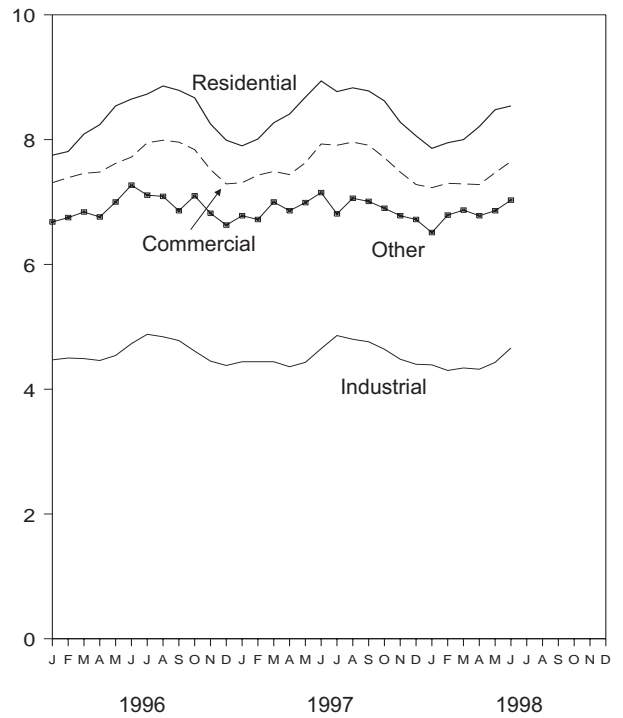 10
8
6
4
2
0
Residential
Commercial
Other
Industrial
J F M A M J J A S O N D J F M A M J J A S O N D J F M A M J J A S O N D
1996 1997 1998